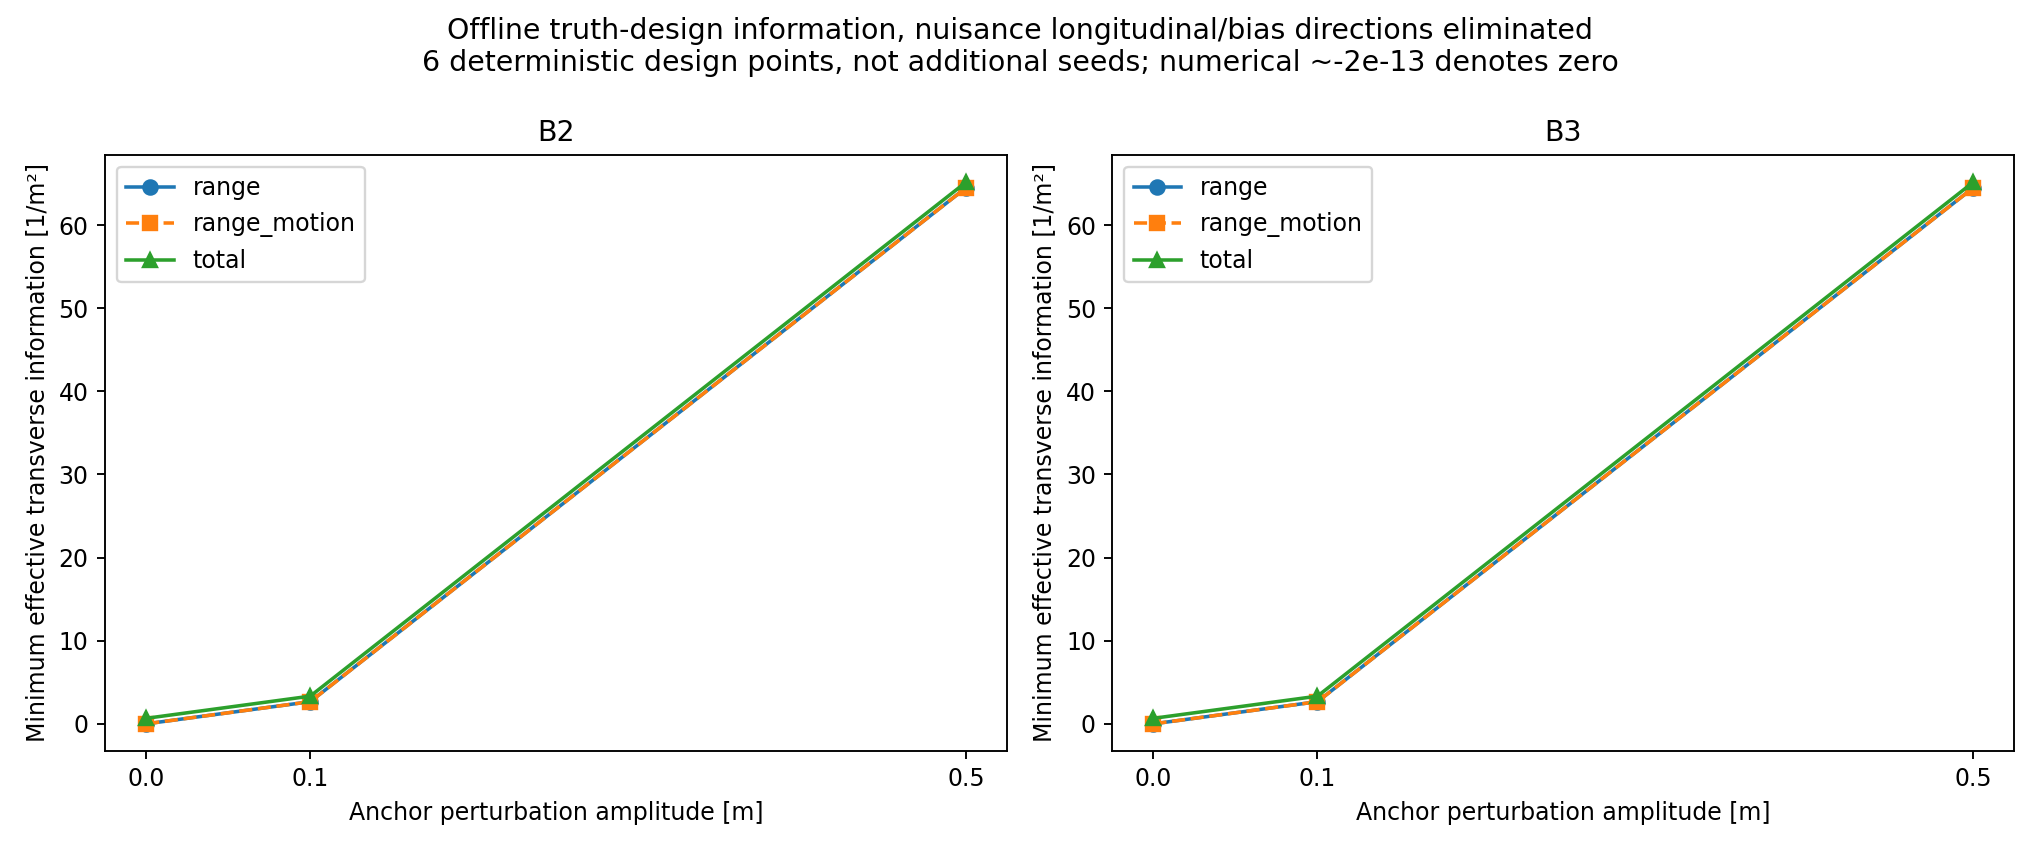 Offline truth-design information, nuisance longitudinal/bias directions eliminated
6 deterministic design points, not additional seeds; numerical ~-2e-13 denotes zero
B2
range
range_motion
total
Minimum effective transverse information [1/m²]
60
50
40
30
20
10
0
0.0
0.1
0.5
Anchor perturbation amplitude [m]
B3
range
range_motion
total
Minimum effective transverse information [1/m²]
60
50
40
30
20
10
0
0.0
0.1
0.5
Anchor perturbation amplitude [m]